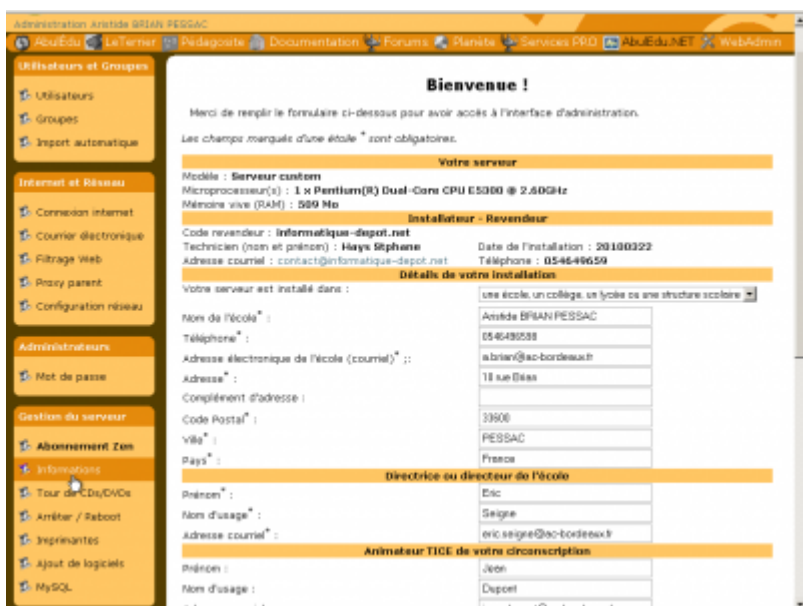 Administration Aristide BRIAN PESSAC
AbulÉdu LeTerrier Pedagosite Documentation Forums Planète Services PRO AbulEdu.NET WebAdmin
Utilisateurs et Groupes
Utilisateurs
Groupes
Import automatique
Internet et Réseau
Connexion internet
Courrier électronique
Filtrage Web
Proxy parent
Configuration réseau
Administrateurs
Mot de passe
Gestion du serveur
Abonnement Zen
Informations
Tour de CDs/DVDs
Arrêter / Reboot
Imprimantes
Ajout de logiciels
MySQL
Bienvenue !
Merci de remplir le formulaire ci-dessous pour avoir accès à l'interface d'administration.
Les champs marqués d'une étoile * sont obligatoires.
Votre serveur
Modèle : Serveur custom
Microprocesseur(s) : 1 x Pentium(R) Dual-Core CPU E5300 @ 2.60GHz
Mémoire vive (RAM) : 509 Mo
Installateur - Revendeur
Code revendeur : informatique-depot.net
Technicien (nom et prénom) : Hays Stphane Date de l'installation : 20100322
Adresse courriel : contact@informatique-depot.net Téléphone : 054649659
Détails de votre installation
Votre serveur est installé dans : une école, un collège, un lycée ou une structure scolaire
Nom de l'école* : Aristide BRIAN PESSAC
Téléphone* : 0546496598
Adresse électronique de l'école (courriel)* ;: a.brian@ac-bordeaux.fr
Adresse* : 18 rue Brian
Complément d'adresse :
Code Postal* : 33600
Ville* : PESSAC
Pays* : France
Directrice ou directeur de l'école
Prénom* : Eric
Nom d'usage* : Seigne
Adresse courriel* : eric.seigne@ac-bordeaux.fr
Animateur TICE de votre circonscription
Prénom : Jean
Nom d'usage : Dupont